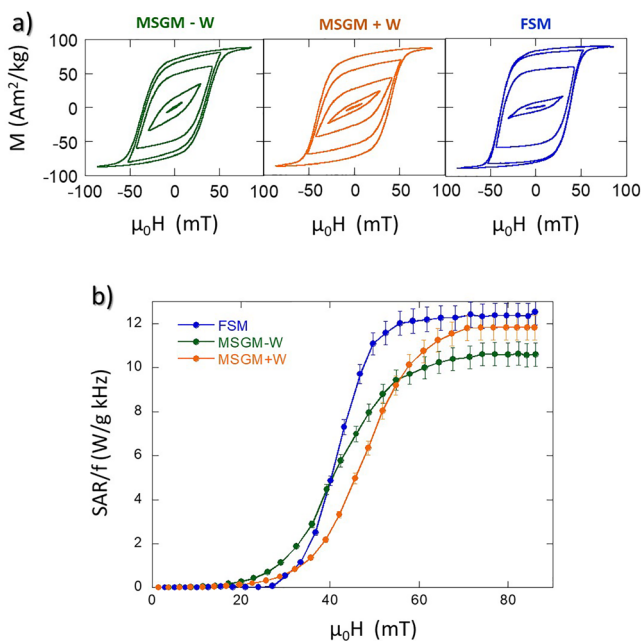 a)
MSGM - W
MSGM + W
FSM
M (Am²/kg)
100
50
0
-50
-100
100 -50 0 50 100 -50 0 50 100 -50 0 50 100
μ₀H (mT)
μ₀H (mT)
μ₀H (mT)
b)
SAR/f (W/g kHz)
12
10
8
6
4
2
0
FSM
MSGM-W
MSGM+W
0 20 40 60 80
μ₀H (mT)